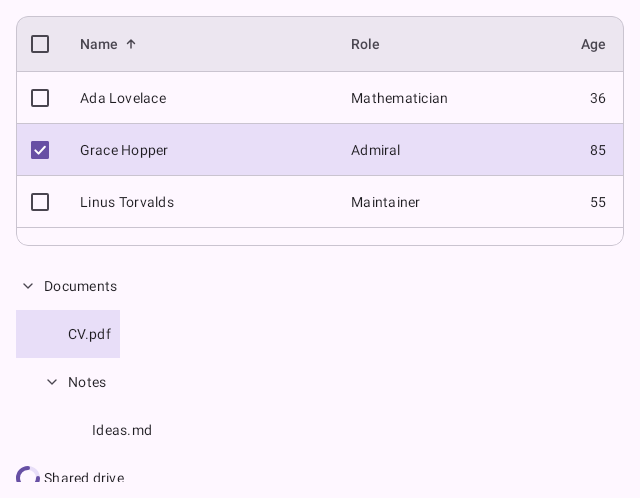 Name Role Age
Ada Lovelace Mathematician 36
Grace Hopper Admiral 85
Linus Torvalds Maintainer 55
Documents
CV.pdf
Notes
Ideas.md
Shared drive